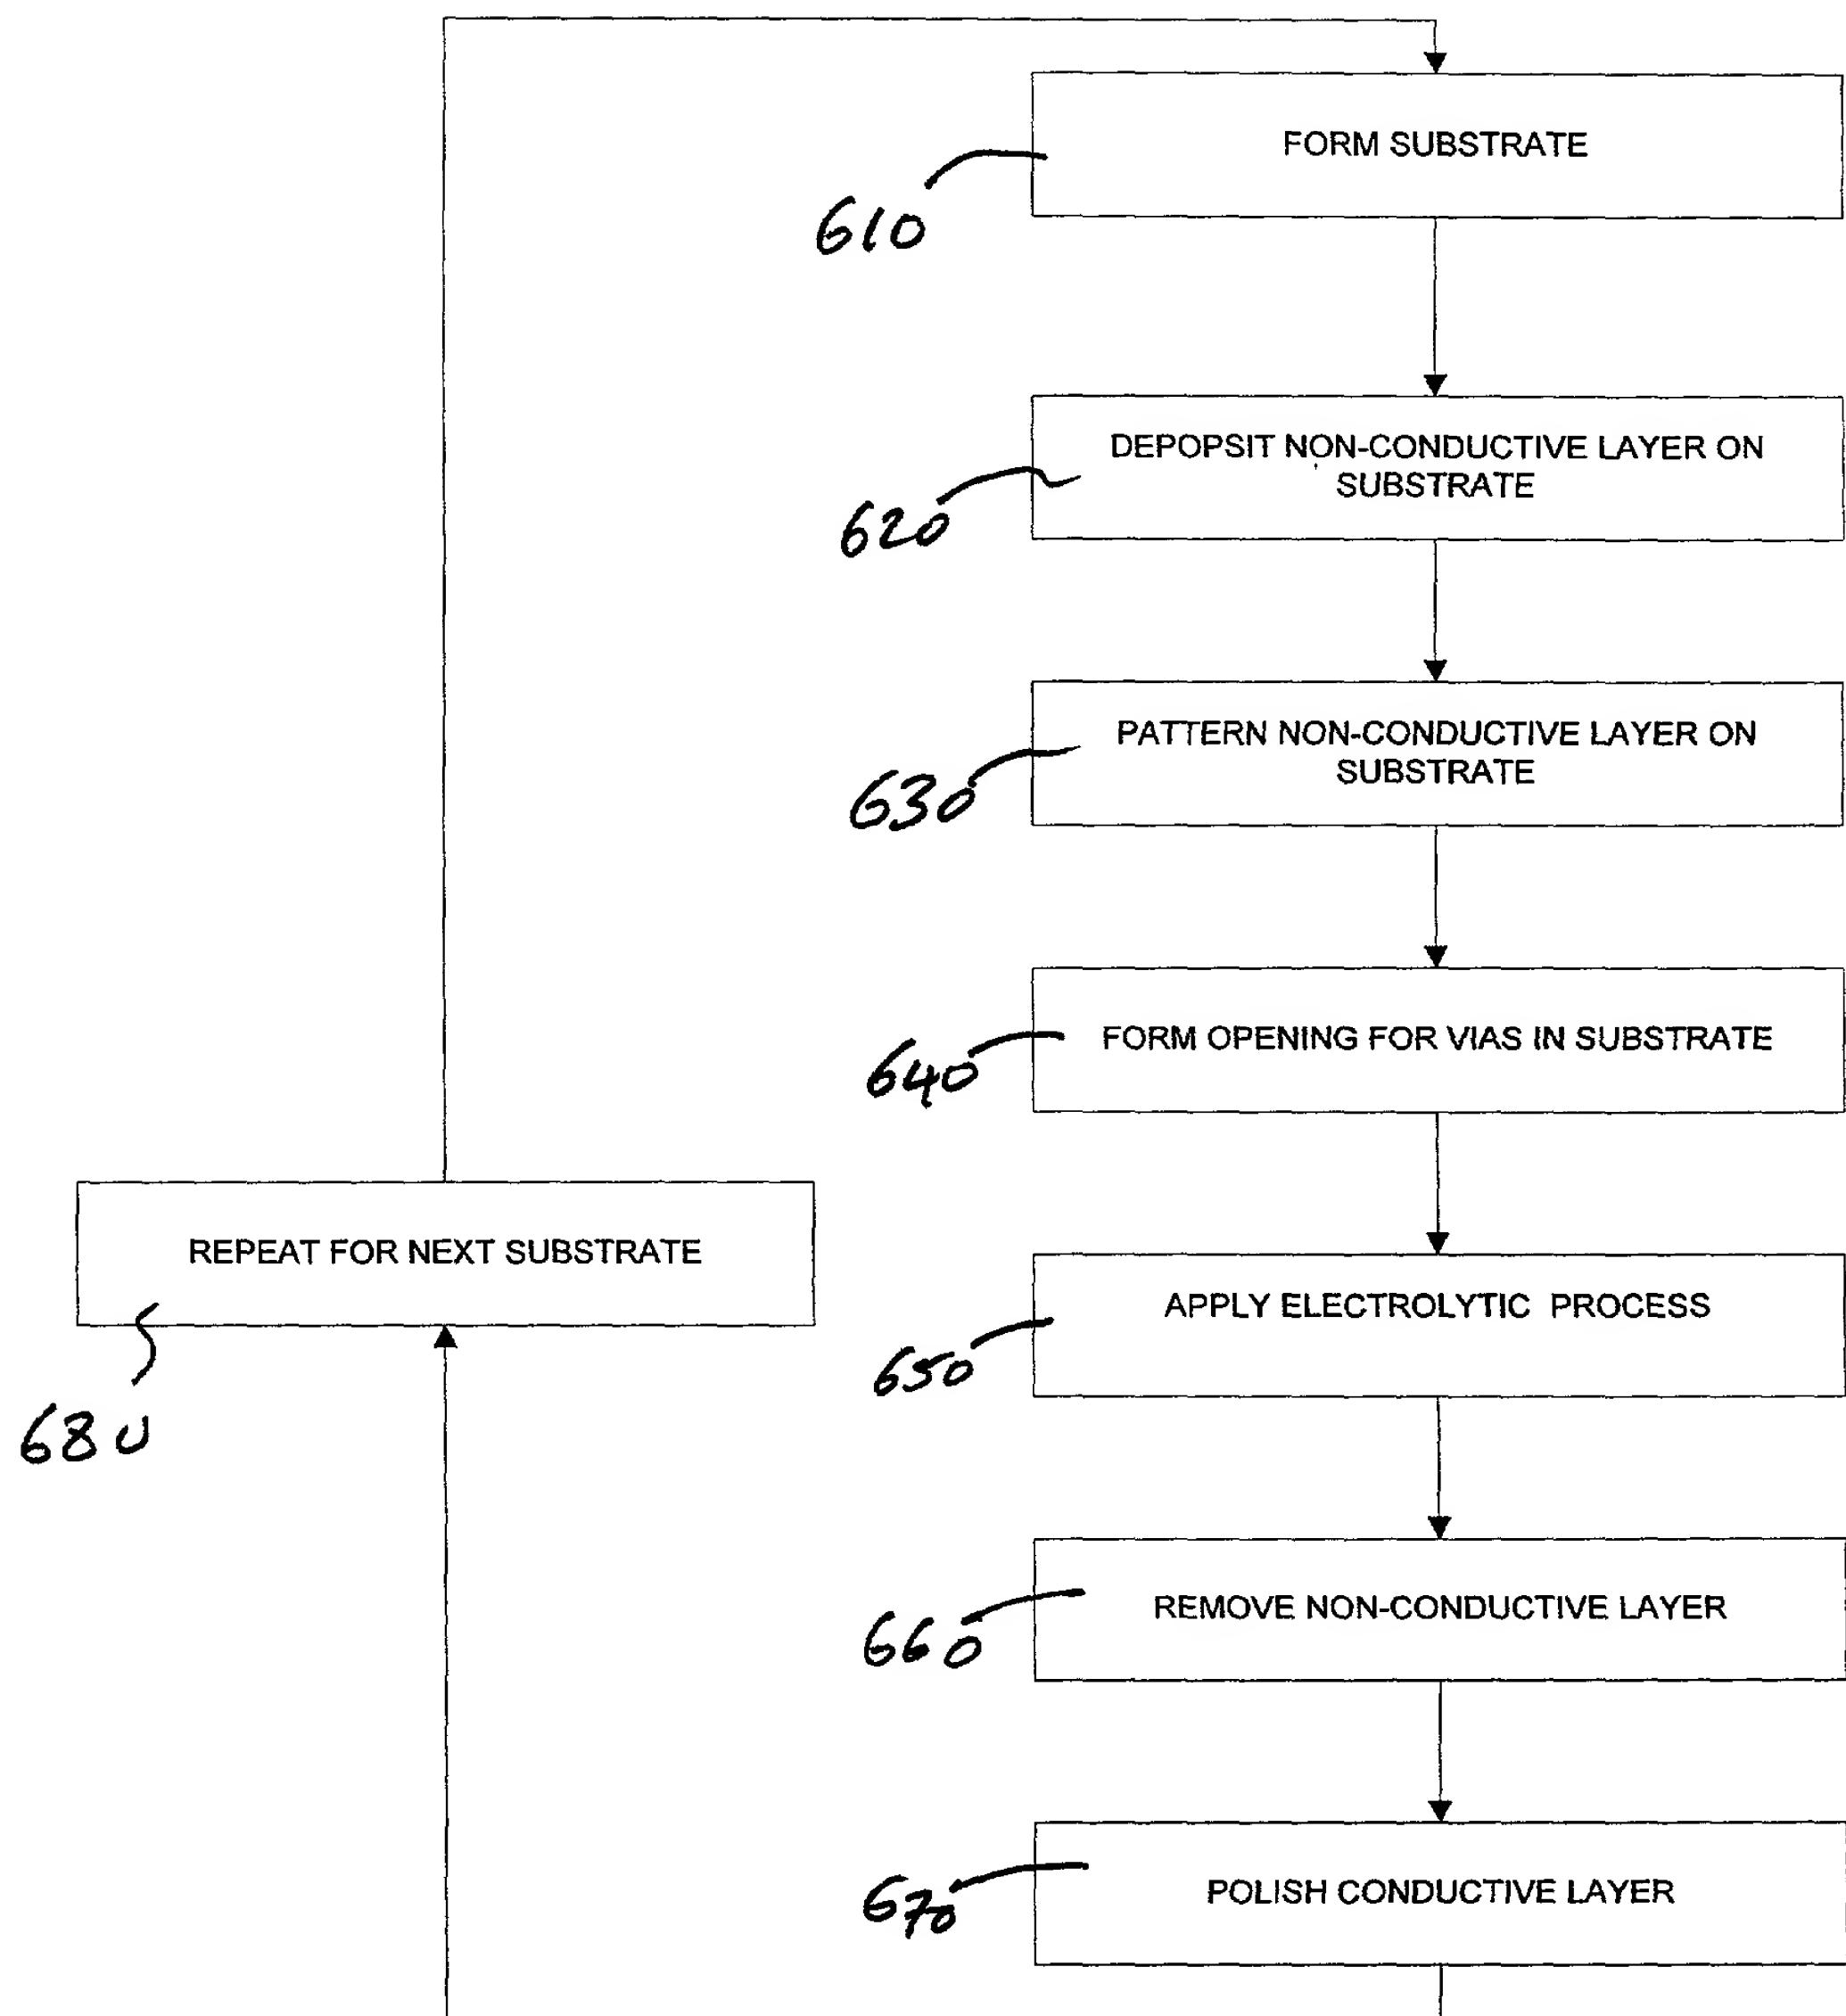 FORM SUBSTRATE
610
DEPOPSIT NON-CONDUCTIVE LAYER ON
SUBSTRATE
620
PATTERN NON-CONDUCTIVE LAYER ON
SUBSTRATE
630
FORM OPENING FOR VIAS IN SUBSTRATE
640
REPEAT FOR NEXT SUBSTRATE
680
APPLY ELECTROLYTIC PROCESS
650
REMOVE NON-CONDUCTIVE LAYER
660
POLISH CONDUCTIVE LAYER
670